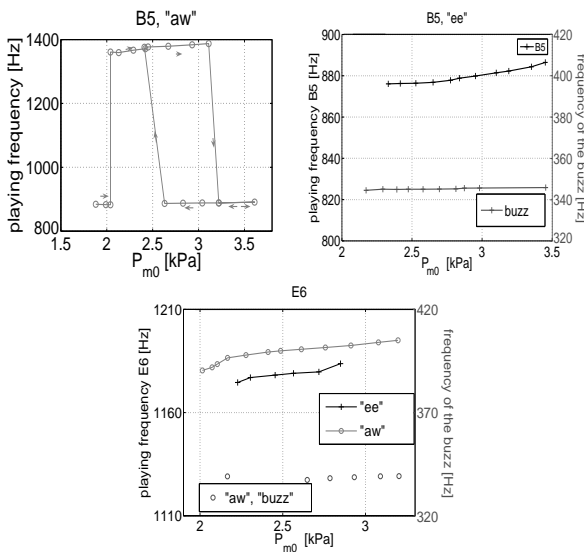 B5, "aw"
playing frequency [Hz]
1400
1200
1000
800
1.5 2 2.5 3 3.5 4
P_m0 [kPa]
B5, "ee"
playing frequency B5 [Hz]
900
880
860
840
820
800
420
400
380
360
340
320
frequency of the buzz [Hz]
B5
buzz
2 2.5 3 3.5
P_m0 [kPa]
E6
playing frequency E6 [Hz]
1210
1160
1110
420
390
360
320
frequency of the buzz [Hz]
"ee"
"aw"
"aw", "buzz"
2 2.5 3
P_m0 [kPa]